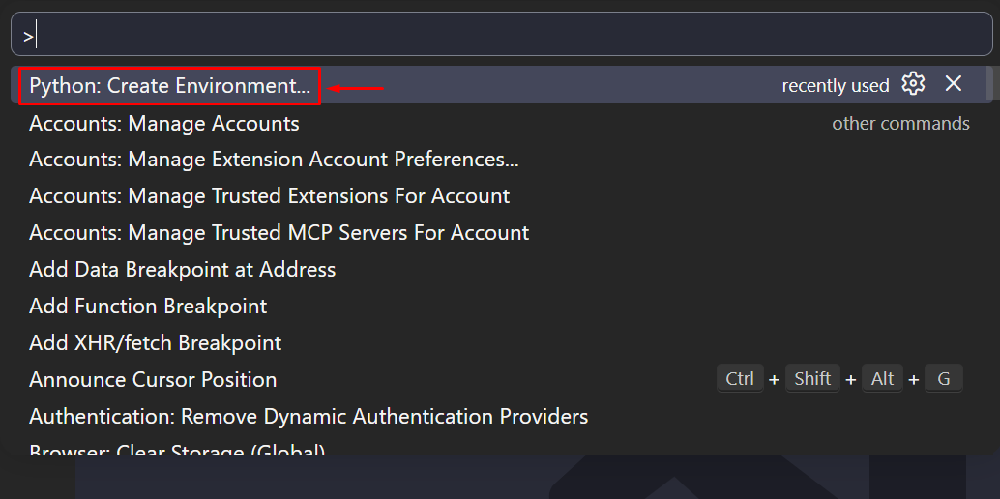 >
Python: Create Environment... recently used
Accounts: Manage Accounts other commands
Accounts: Manage Extension Account Preferences...
Accounts: Manage Trusted Extensions For Account
Accounts: Manage Trusted MCP Servers For Account
Add Data Breakpoint at Address
Add Function Breakpoint
Add XHR/fetch Breakpoint
Announce Cursor Position Ctrl + Shift + Alt + G
Authentication: Remove Dynamic Authentication Providers
Browser: Clear Storage (Global)